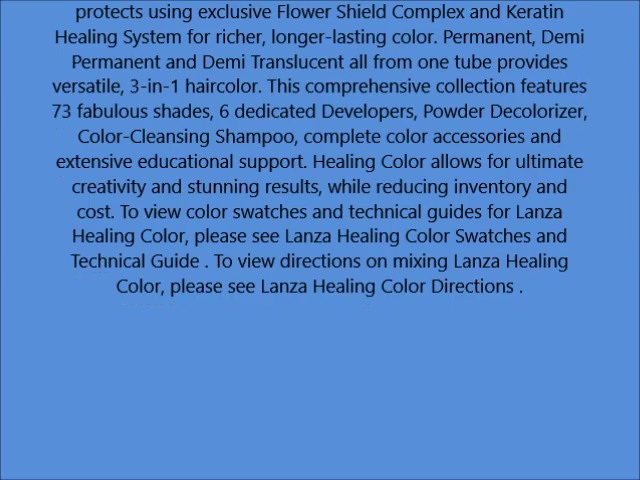 protects using exclusive Flower Shield Complex and Keratin
Healing System for richer, longer-lasting color. Permanent, Demi
Permanent and Demi Translucent all from one tube provides
versatile, 3-in-1 haircolor. This comprehensive collection features
73 fabulous shades, 6 dedicated Developers, Powder Decolorizer,
Color-Cleansing Shampoo, complete color accessories and
extensive educational support. Healing Color allows for ultimate
creativity and stunning results, while reducing inventory and
cost. To view color swatches and technical guides for Lanza
Healing Color, please see Lanza Healing Color Swatches and
Technical Guide . To view directions on mixing Lanza Healing
Color, please see Lanza Healing Color Directions .